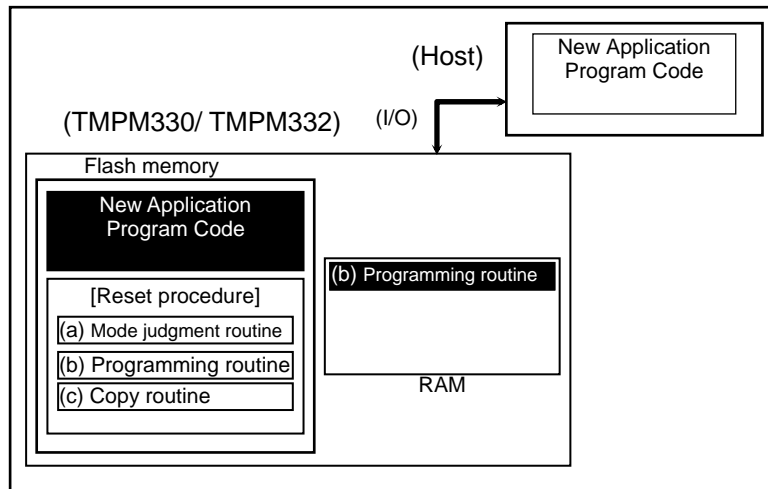 (Host)
New Application
Program Code
(TMPM330/ TMPM332)
(I/O)
Flash memory
New Application
Program Code
[Reset procedure]
(a) Mode judgment routine
(b) Programming routine
(c) Copy routine
(b) Programming routine
RAM